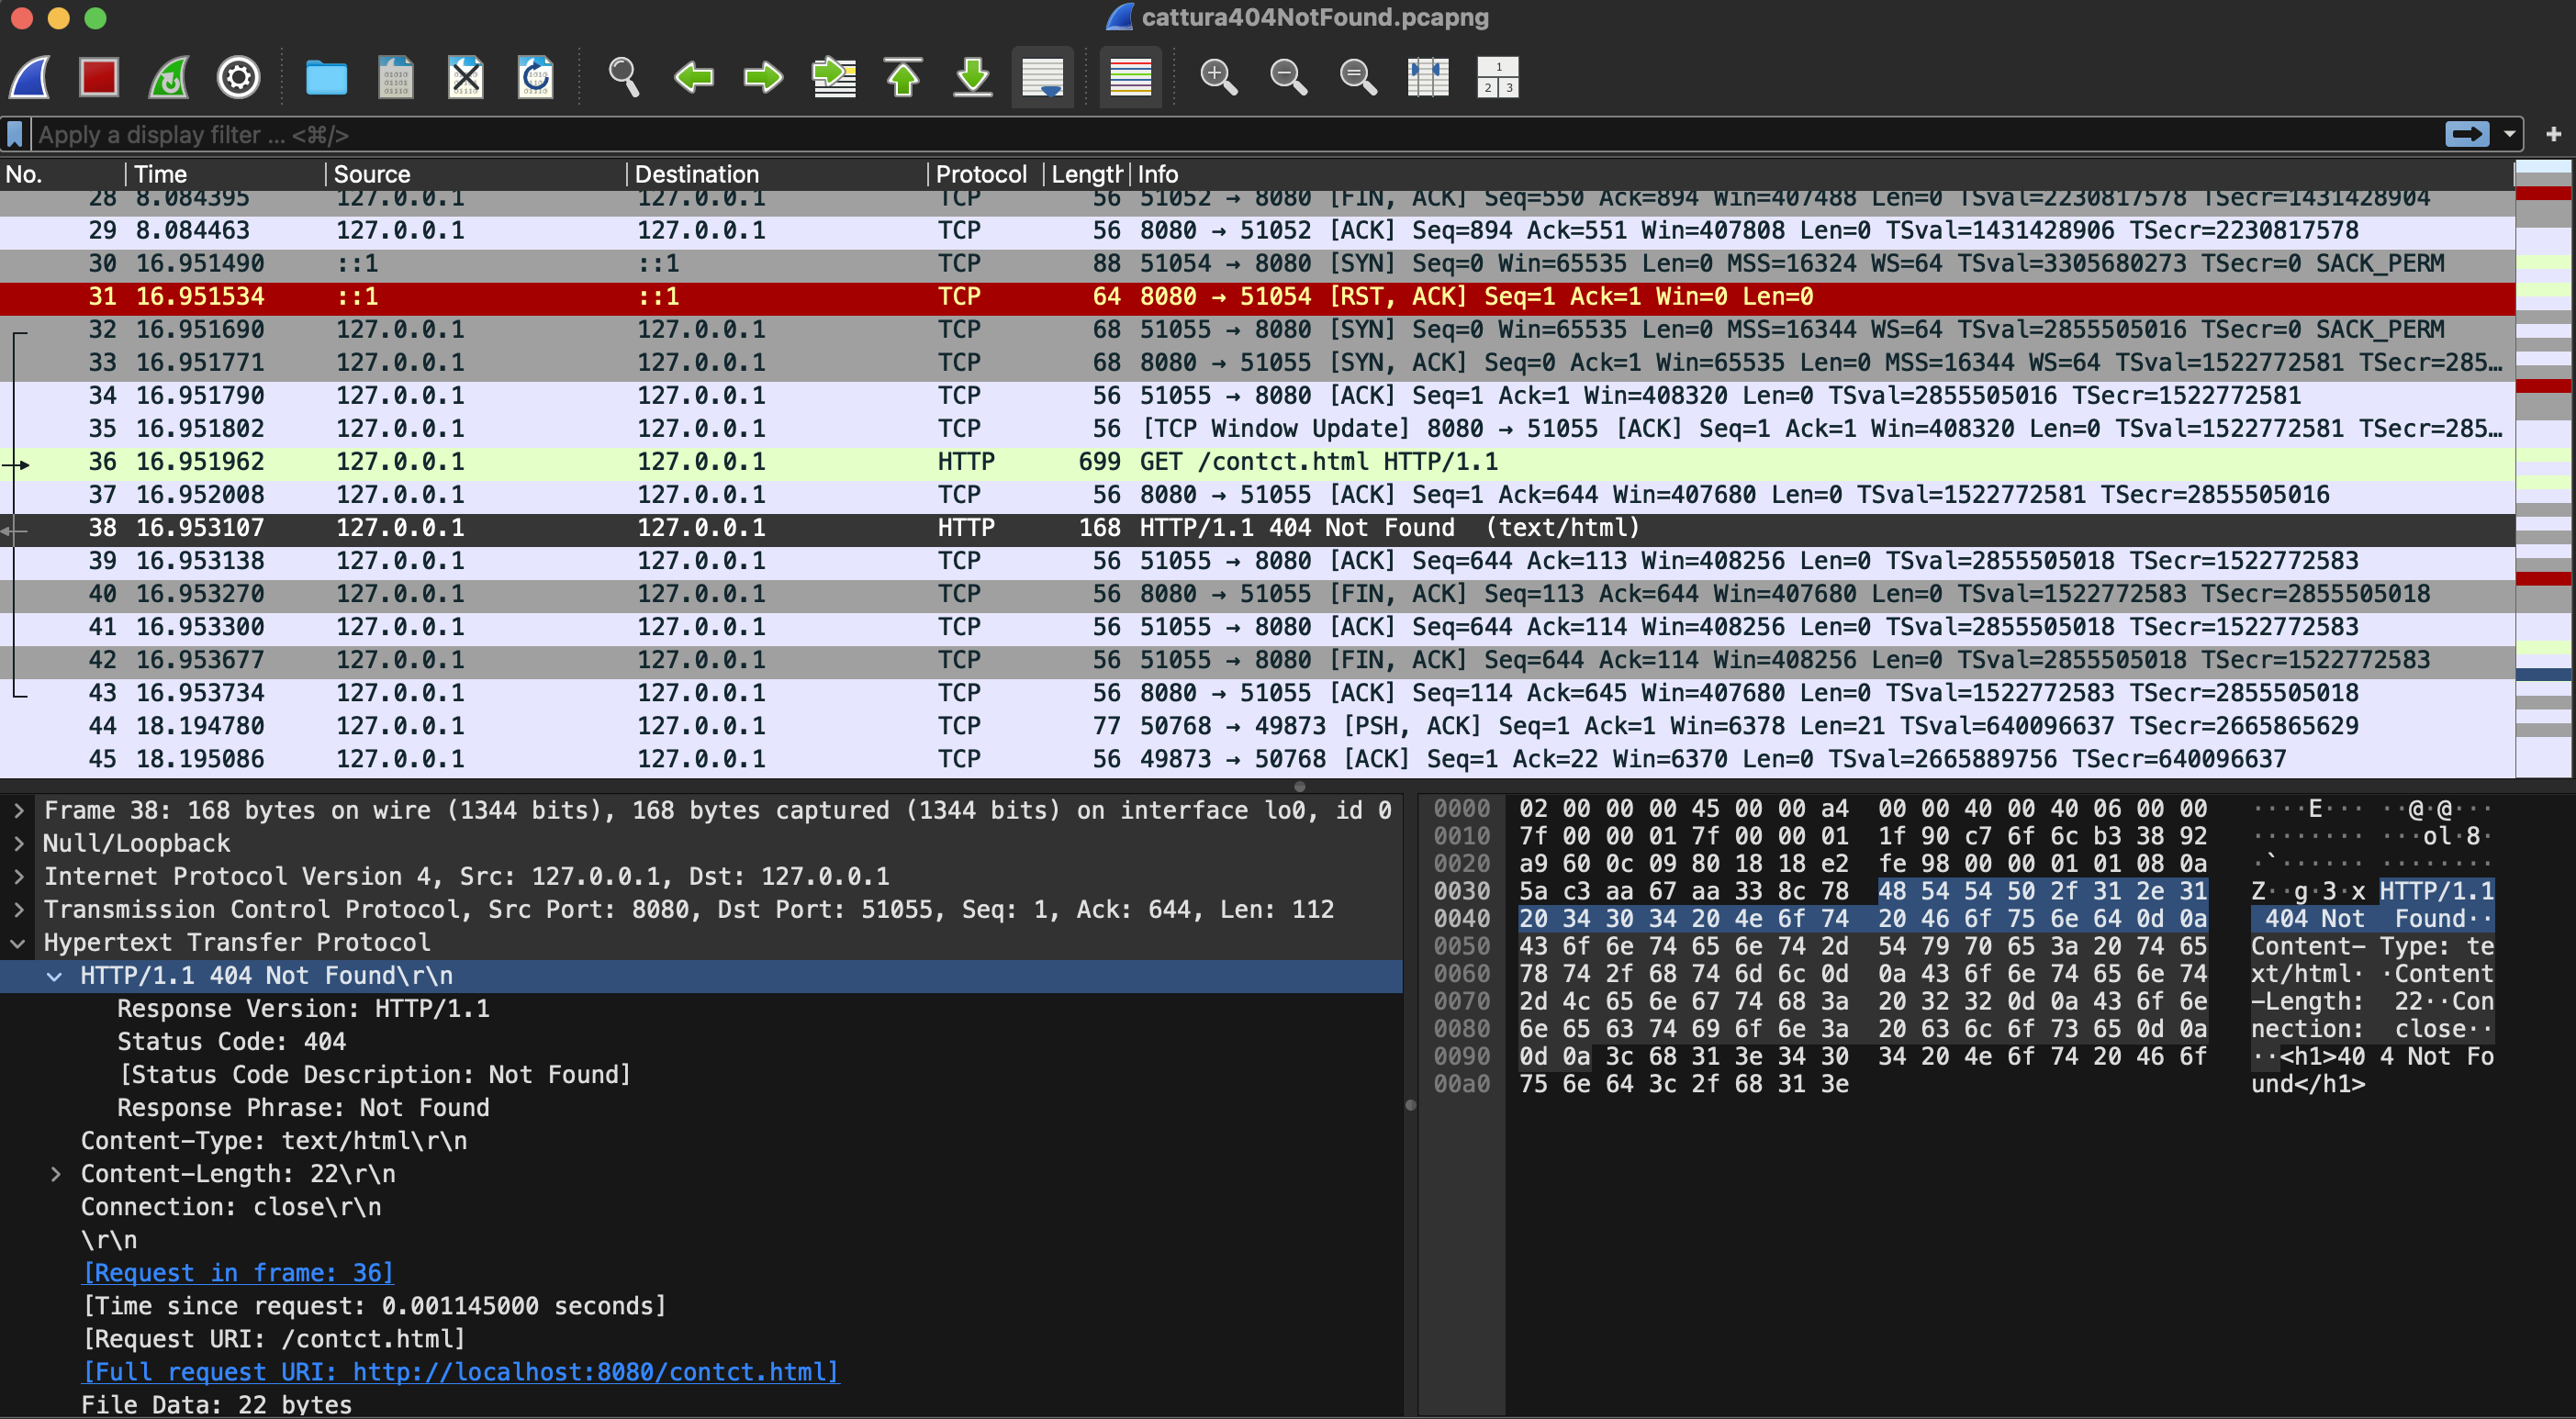 cattura404NotFound.pcapng
Apply a display filter ... <⌘/>
No. Time Source Destination Protocol Length Info
28 8.084395 127.0.0.1 127.0.0.1 TCP 56 51052 → 8080 [FIN, ACK] Seq=550 Ack=894 Win=407488 Len=0 TSval=2230817578 TSecr=1431428904
29 8.084463 127.0.0.1 127.0.0.1 TCP 56 8080 → 51052 [ACK] Seq=894 Ack=551 Win=407808 Len=0 TSval=1431428906 TSecr=2230817578
30 16.951490 ::1 ::1 TCP 88 51054 → 8080 [SYN] Seq=0 Win=65535 Len=0 MSS=16324 WS=64 TSval=3305680273 TSecr=0 SACK_PERM
31 16.951534 ::1 ::1 TCP 64 8080 → 51054 [RST, ACK] Seq=1 Ack=1 Win=0 Len=0
32 16.951690 127.0.0.1 127.0.0.1 TCP 68 51055 → 8080 [SYN] Seq=0 Win=65535 Len=0 MSS=16344 WS=64 TSval=2855505016 TSecr=0 SACK_PERM
33 16.951771 127.0.0.1 127.0.0.1 TCP 68 8080 → 51055 [SYN, ACK] Seq=0 Ack=1 Win=65535 Len=0 MSS=16344 WS=64 TSval=1522772581 TSecr=285…
34 16.951790 127.0.0.1 127.0.0.1 TCP 56 51055 → 8080 [ACK] Seq=1 Ack=1 Win=408320 Len=0 TSval=2855505016 TSecr=1522772581
35 16.951802 127.0.0.1 127.0.0.1 TCP 56 [TCP Window Update] 8080 → 51055 [ACK] Seq=1 Ack=1 Win=408320 Len=0 TSval=1522772581 TSecr=285…
36 16.951962 127.0.0.1 127.0.0.1 HTTP 699 GET /contct.html HTTP/1.1
37 16.952008 127.0.0.1 127.0.0.1 TCP 56 8080 → 51055 [ACK] Seq=1 Ack=644 Win=407680 Len=0 TSval=1522772581 TSecr=2855505016
38 16.953107 127.0.0.1 127.0.0.1 HTTP 168 HTTP/1.1 404 Not Found (text/html)
39 16.953138 127.0.0.1 127.0.0.1 TCP 56 51055 → 8080 [ACK] Seq=644 Ack=113 Win=408256 Len=0 TSval=2855505018 TSecr=1522772583
40 16.953270 127.0.0.1 127.0.0.1 TCP 56 8080 → 51055 [FIN, ACK] Seq=113 Ack=644 Win=407680 Len=0 TSval=1522772583 TSecr=2855505018
41 16.953300 127.0.0.1 127.0.0.1 TCP 56 51055 → 8080 [ACK] Seq=644 Ack=114 Win=408256 Len=0 TSval=2855505018 TSecr=1522772583
42 16.953677 127.0.0.1 127.0.0.1 TCP 56 51055 → 8080 [FIN, ACK] Seq=644 Ack=114 Win=408256 Len=0 TSval=2855505018 TSecr=1522772583
43 16.953734 127.0.0.1 127.0.0.1 TCP 56 8080 → 51055 [ACK] Seq=114 Ack=645 Win=407680 Len=0 TSval=1522772583 TSecr=2855505018
44 18.194780 127.0.0.1 127.0.0.1 TCP 77 50768 → 49873 [PSH, ACK] Seq=1 Ack=1 Win=6378 Len=21 TSval=640096637 TSecr=2665865629
45 18.195086 127.0.0.1 127.0.0.1 TCP 56 49873 → 50768 [ACK] Seq=1 Ack=22 Win=6370 Len=0 TSval=2665889756 TSecr=640096637
Frame 38: 168 bytes on wire (1344 bits), 168 bytes captured (1344 bits) on interface lo0, id 0
Null/Loopback
Internet Protocol Version 4, Src: 127.0.0.1, Dst: 127.0.0.1
Transmission Control Protocol, Src Port: 8080, Dst Port: 51055, Seq: 1, Ack: 644, Len: 112
Hypertext Transfer Protocol
HTTP/1.1 404 Not Found\r\n
Response Version: HTTP/1.1
Status Code: 404
[Status Code Description: Not Found]
Response Phrase: Not Found
Content-Type: text/html\r\n
Content-Length: 22\r\n
Connection: close\r\n
\r\n
[Request in frame: 36]
[Time since request: 0.001145000 seconds]
[Request URI: /contct.html]
[Full request URI: http://localhost:8080/contct.html]
File Data: 22 bytes
0000 02 00 00 00 45 00 00 a4 00 00 40 00 40 06 00 00 ····E··· ··@·@···
0010 7f 00 00 01 7f 00 00 01 1f 90 c7 6f 6c b3 38 92 ········ ···ol·8·
0020 a9 60 0c 09 80 18 18 e2 fe 98 00 00 01 01 08 0a ·`······ ········
0030 5a c3 aa 67 aa 33 8c 78 48 54 54 50 2f 31 2e 31 Z··g·3·x HTTP/1.1
0040 20 34 30 34 20 4e 6f 74 20 46 6f 75 6e 64 0d 0a 404 Not Found··
0050 43 6f 6e 74 65 6e 74 2d 54 79 70 65 3a 20 74 65 Content- Type: te
0060 78 74 2f 68 74 6d 6c 0d 0a 43 6f 6e 74 65 6e 74 xt/html· ·Content
0070 2d 4c 65 6e 67 74 68 3a 20 32 32 0d 0a 43 6f 6e -Length: 22··Con
0080 6e 65 63 74 69 6f 6e 3a 20 63 6c 6f 73 65 0d 0a nection: close··
0090 0d 0a 3c 68 31 3e 34 30 34 20 4e 6f 74 20 46 6f ··<h1>40 4 Not Fo
00a0 75 6e 64 3c 2f 68 31 3e und</h1>